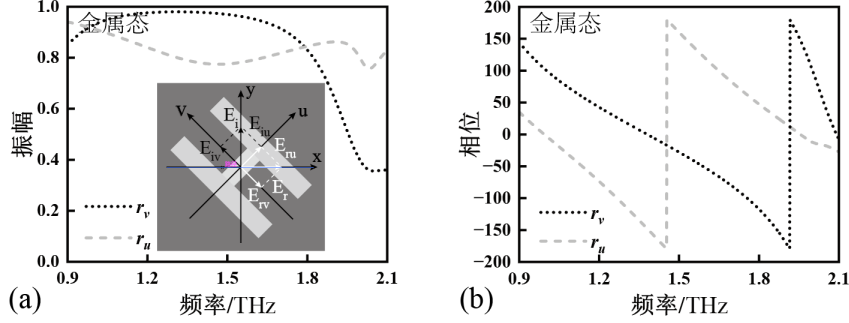 金属态
1.0
0.8
0.6
0.4
0.2
0.0
振幅
y
v
u
x
E_i
E_iu
E_iv
E_ru
E_rv
E_r
r_v
r_u
0.9 1.2 1.5 1.8 2.1
(a)
频率/THz
金属态
200
150
100
50
0
−50
−100
−150
−200
相位
r_v
r_u
0.9 1.2 1.5 1.8 2.1
(b)
频率/THz